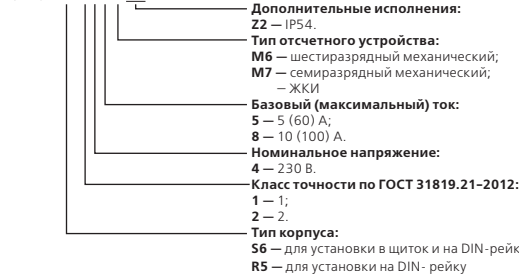 Дополнительные исполнения:
Z2 — IP54.
Тип отсчетного устройства:
М6 — шестиразрядный механический;
М7 — семиразрядный механический;
— ЖКИ
Базовый (максимальный) ток:
5 — 5 (60) А;
8 — 10 (100) А.
Номинальное напряжение:
4 — 230 В.
Класс точности по ГОСТ 31819.21–2012:
1 — 1;
2 — 2.
Тип корпуса:
S6 — для установки в щиток и на DIN-рейк
R5 — для установки на DIN- рейку